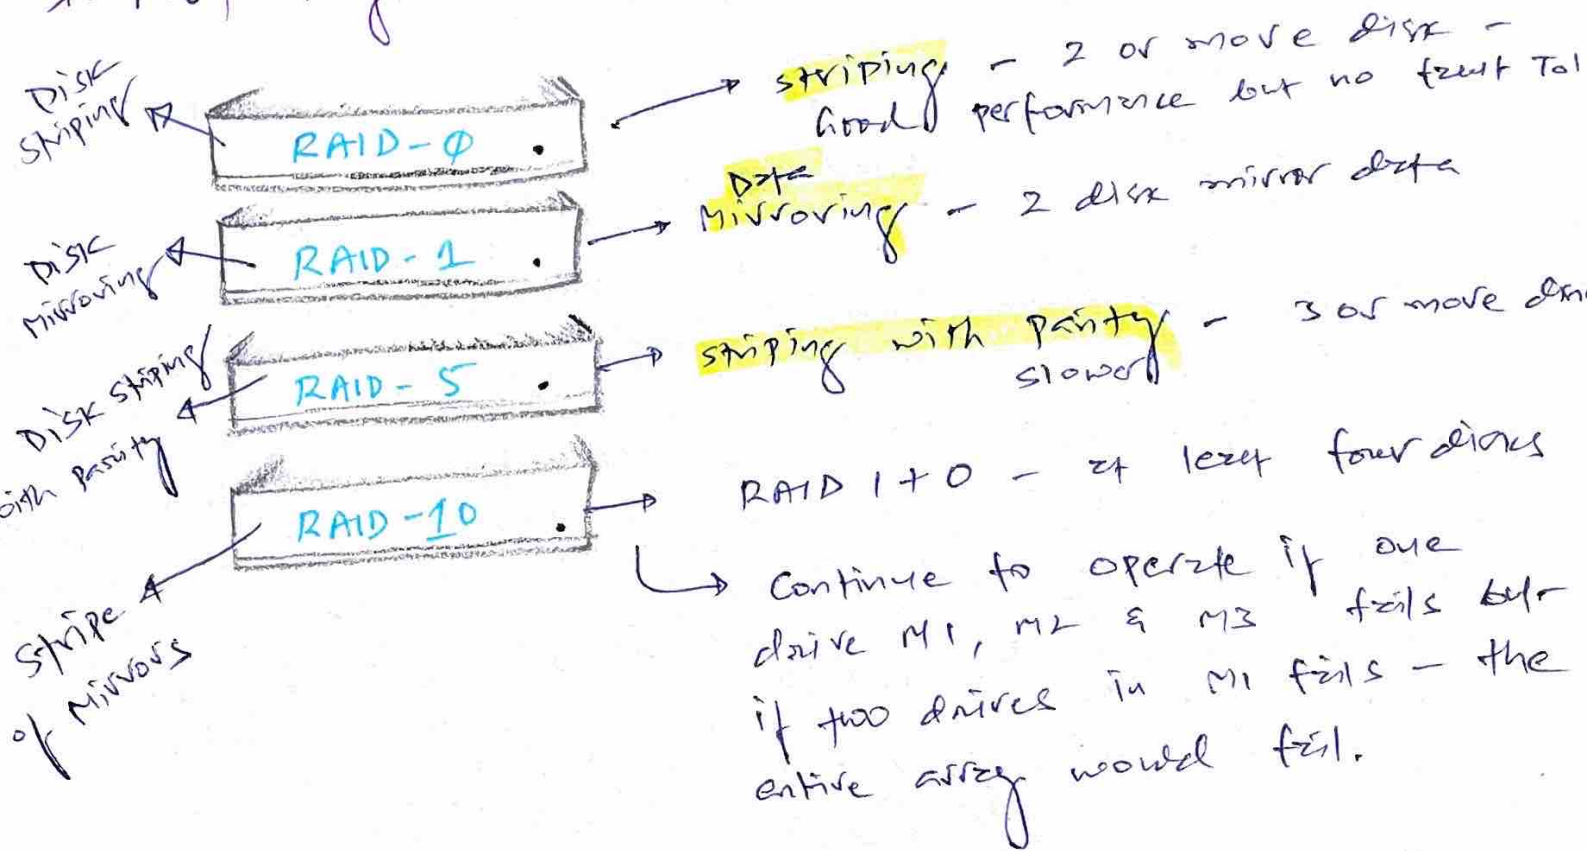 Disk
Striping
RAID-0
Striping - 2 or more disk -
Good performance but no fault Tol
Disk
Mirroring
RAID-1
Data
Mirroring - 2 disk mirror data
Disk Striping
with Parity
RAID-5
Striping with Parity - 3 or more
slower
Stripe
of Mirrors
RAID-10
RAID 1+0 - at least four disks
Continue to operate if one
drive M1, M2 & M3 fails but
if two drives in M1 fails - the
entire array would fail.